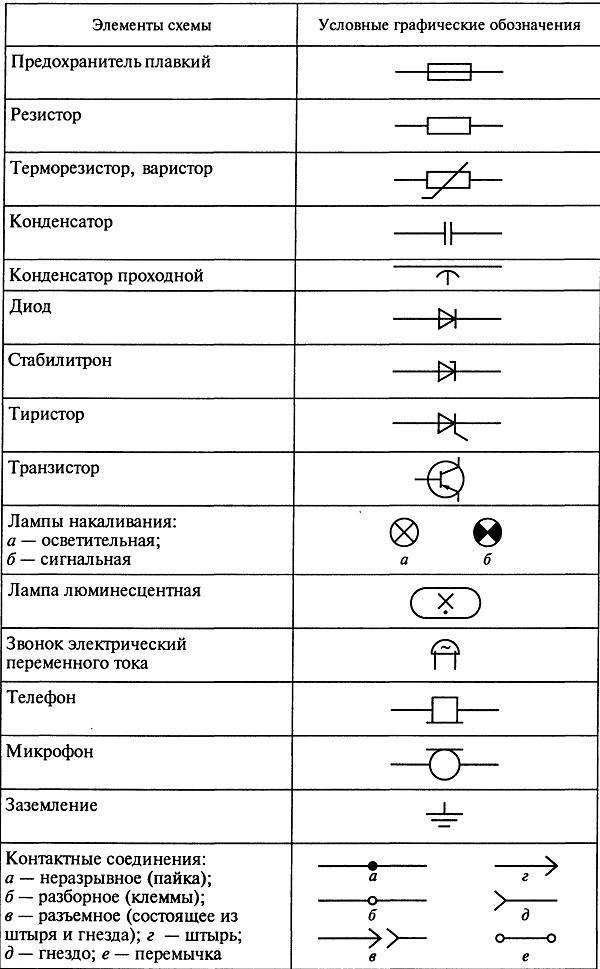 Элементы схемы
Условные графические обозначения
Предохранитель плавкий
Резистор
Терморезистор, варистор
Конденсатор
Конденсатор проходной
Диод
Стабилитрон
Тиристор
Транзистор
Лампы накаливания:
а — осветительная;
б — сигнальная
а
б
Лампа люминесцентная
Звонок электрический
переменного тока
~
Телефон
Микрофон
Заземление
Контактные соединения:
а — неразрывное (пайка);
б — разборное (клеммы);
в — разъемное (состоящее из
штыря и гнезда); г — штырь;
д — гнездо; е — перемычка
а
г
б
д
в
е